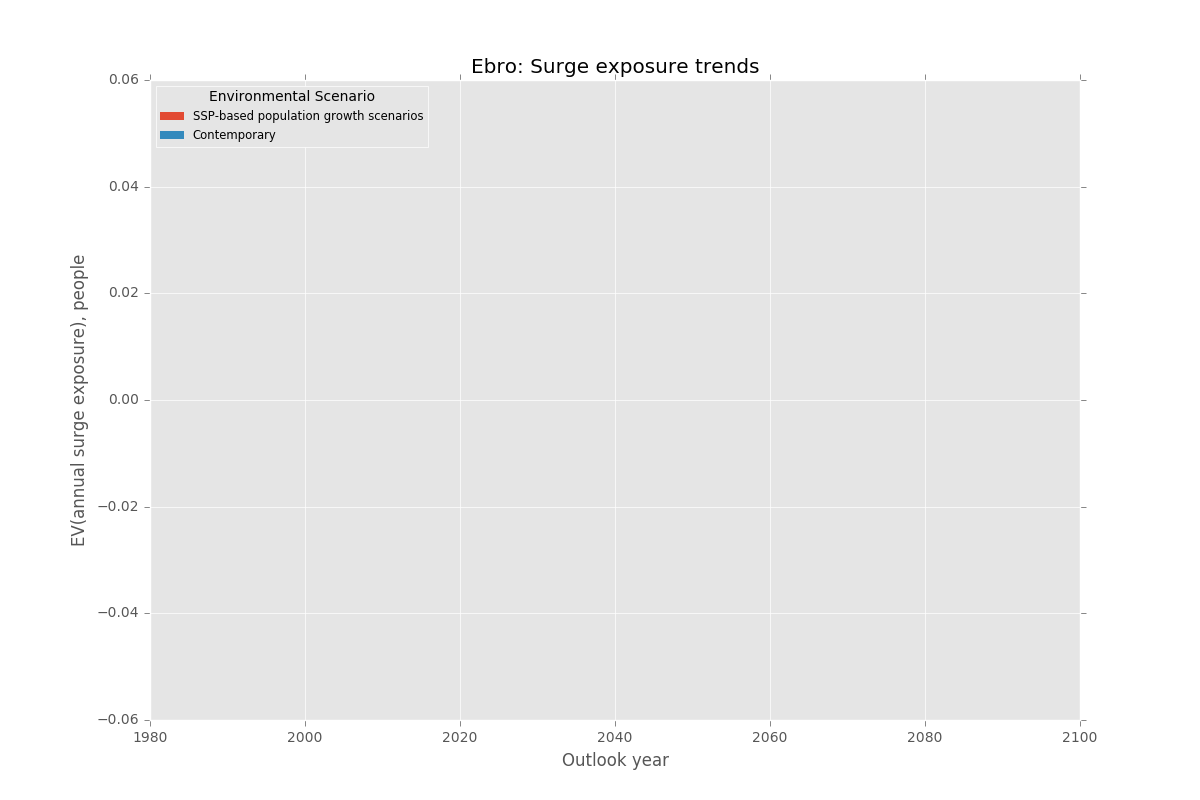 Ebro: Surge exposure trends
0.06
Environmental Scenario
SSP-based population growth scenarios
Contemporary
0.04
0.02
0.00
−0.02
−0.04
−0.06
EV(annual surge exposure), people
1980 2000 2020 2040 2060 2080 2100
Outlook year